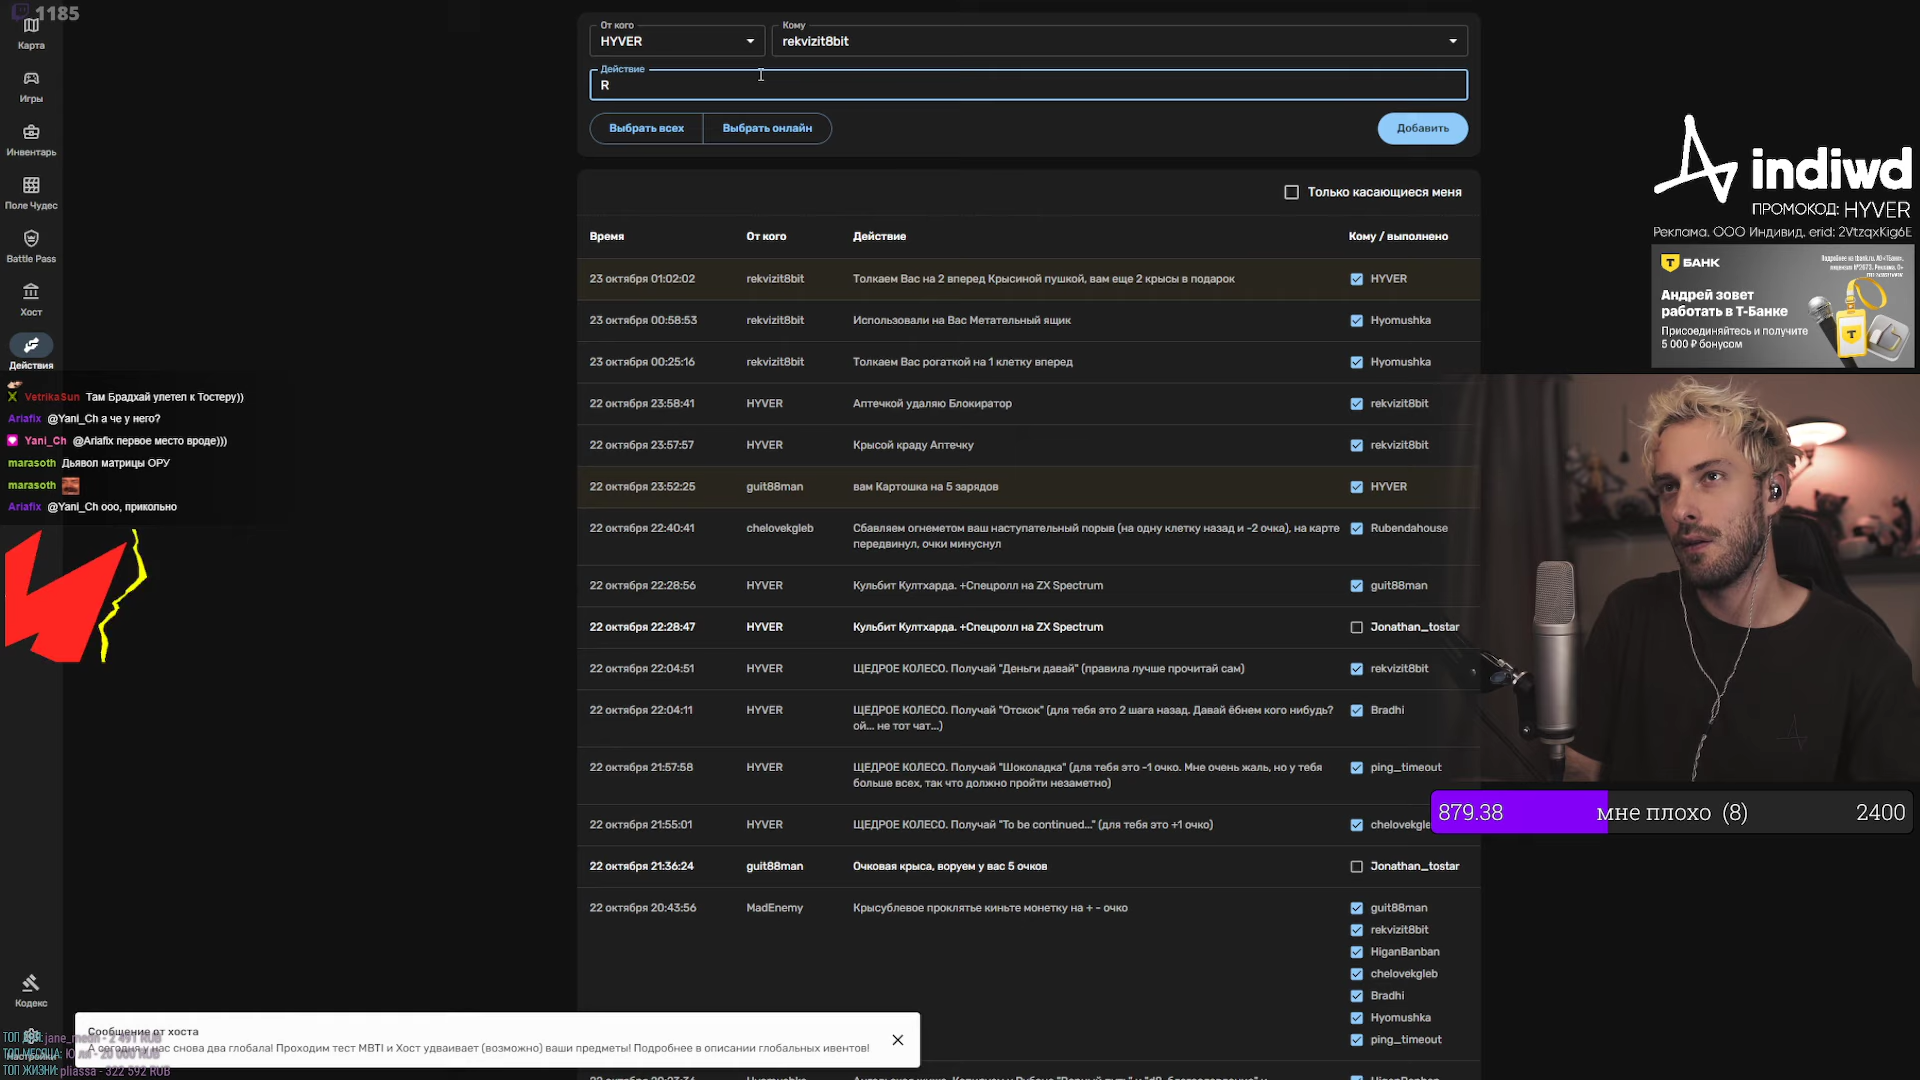 1185
Карта
Игры
Инвентарь
Поле Чудес
Battle Pass
Хост
Действия
От кого
HYVER
Кому
rekvizit8bit
Действие
R
Выбрать всех
Выбрать онлайн
Добавить
Только касающиеся меня
Время От кого Действие Кому / выполнено
23 октября 01:02:02 rekvizit8bit Толкаем Вас на 2 вперед Крысиной пушкой, вам еще 2 крысы в подарок HYVER
23 октября 00:58:53 rekvizit8bit Использовали на Вас Метательный ящик Hyomushka
23 октября 00:25:16 rekvizit8bit Толкаем Вас рогаткой на 1 клетку вперед Hyomushka
22 октября 23:58:41 HYVER Аптечкой удаляю Блокиратор rekvizit8bit
22 октября 23:57:57 HYVER Крысой краду Аптечку rekvizit8bit
22 октября 23:52:25 guit88man вам Картошка на 5 зарядов HYVER
22 октября 22:40:41 chelovekgleb Сбавляем огнеметом ваш наступательный порыв (на одну клетку назад и -2 очка), на карте Rubendahouse
передвинул, очки минуснул
22 октября 22:28:56 HYVER Кульбит Култхарда. +Спецролл на ZX Spectrum guit88man
22 октября 22:28:47 HYVER Кульбит Култхарда. +Спецролл на ZX Spectrum Jonathan_tostar
22 октября 22:04:51 HYVER ЩЕДРОЕ КОЛЕСО. Получай "Деньги давай" (правила лучше прочитай сам) rekvizit8bit
22 октября 22:04:11 HYVER ЩЕДРОЕ КОЛЕСО. Получай "Отскок" (для тебя это 2 шага назад. Давай ёбнем кого нибудь? Bradhi
ой... не тот чат...)
22 октября 21:57:58 HYVER ЩЕДРОЕ КОЛЕСО. Получай "Шоколадка" (для тебя это -1 очко. Мне очень жаль, но у тебя ping_timeout
больше всех, так что должно пройти незаметно)
22 октября 21:55:01 HYVER ЩЕДРОЕ КОЛЕСО. Получай "To be continued..." (для тебя это +1 очко) chelovekgle
22 октября 21:36:24 guit88man Очковая крыса, воруем у вас 5 очков Jonathan_tostar
22 октября 20:43:56 MadEnemy Крысублевое проклятье киньте монетку на + - очко guit88man
rekvizit8bit
HiganBanban
chelovekgleb
Bradhi
Hyomushka
ping_timeout
VetrikaSun Там Брадхай улетел к Тостеру))
Ariafix @Yani_Ch а че у него?
Yani_Ch @Ariafix первое место вроде)))
marasoth Дьявол матрицы ОРУ
marasoth
Ariafix @Yani_Ch ооо, прикольно
Кодекс
Сообщение от хоста
А сегодня у нас снова два глобала! Проходим тест MBTI и Хост удваивает (возможно) ваши предметы! Подробнее в описании глобальных ивентов!
ТОП ЖИЗНИ: pliassa - 322 592 RUB
indiwd
ПРОМОКОД: HYVER
Реклама. ООО Индивид. erid: 2VtzqxKig6E
Т БАНК
Андрей зовет
работать в Т-Банке
Присоединяйтесь и получите
5 000 ₽ бонусом
879.38 мне плохо (8) 2400